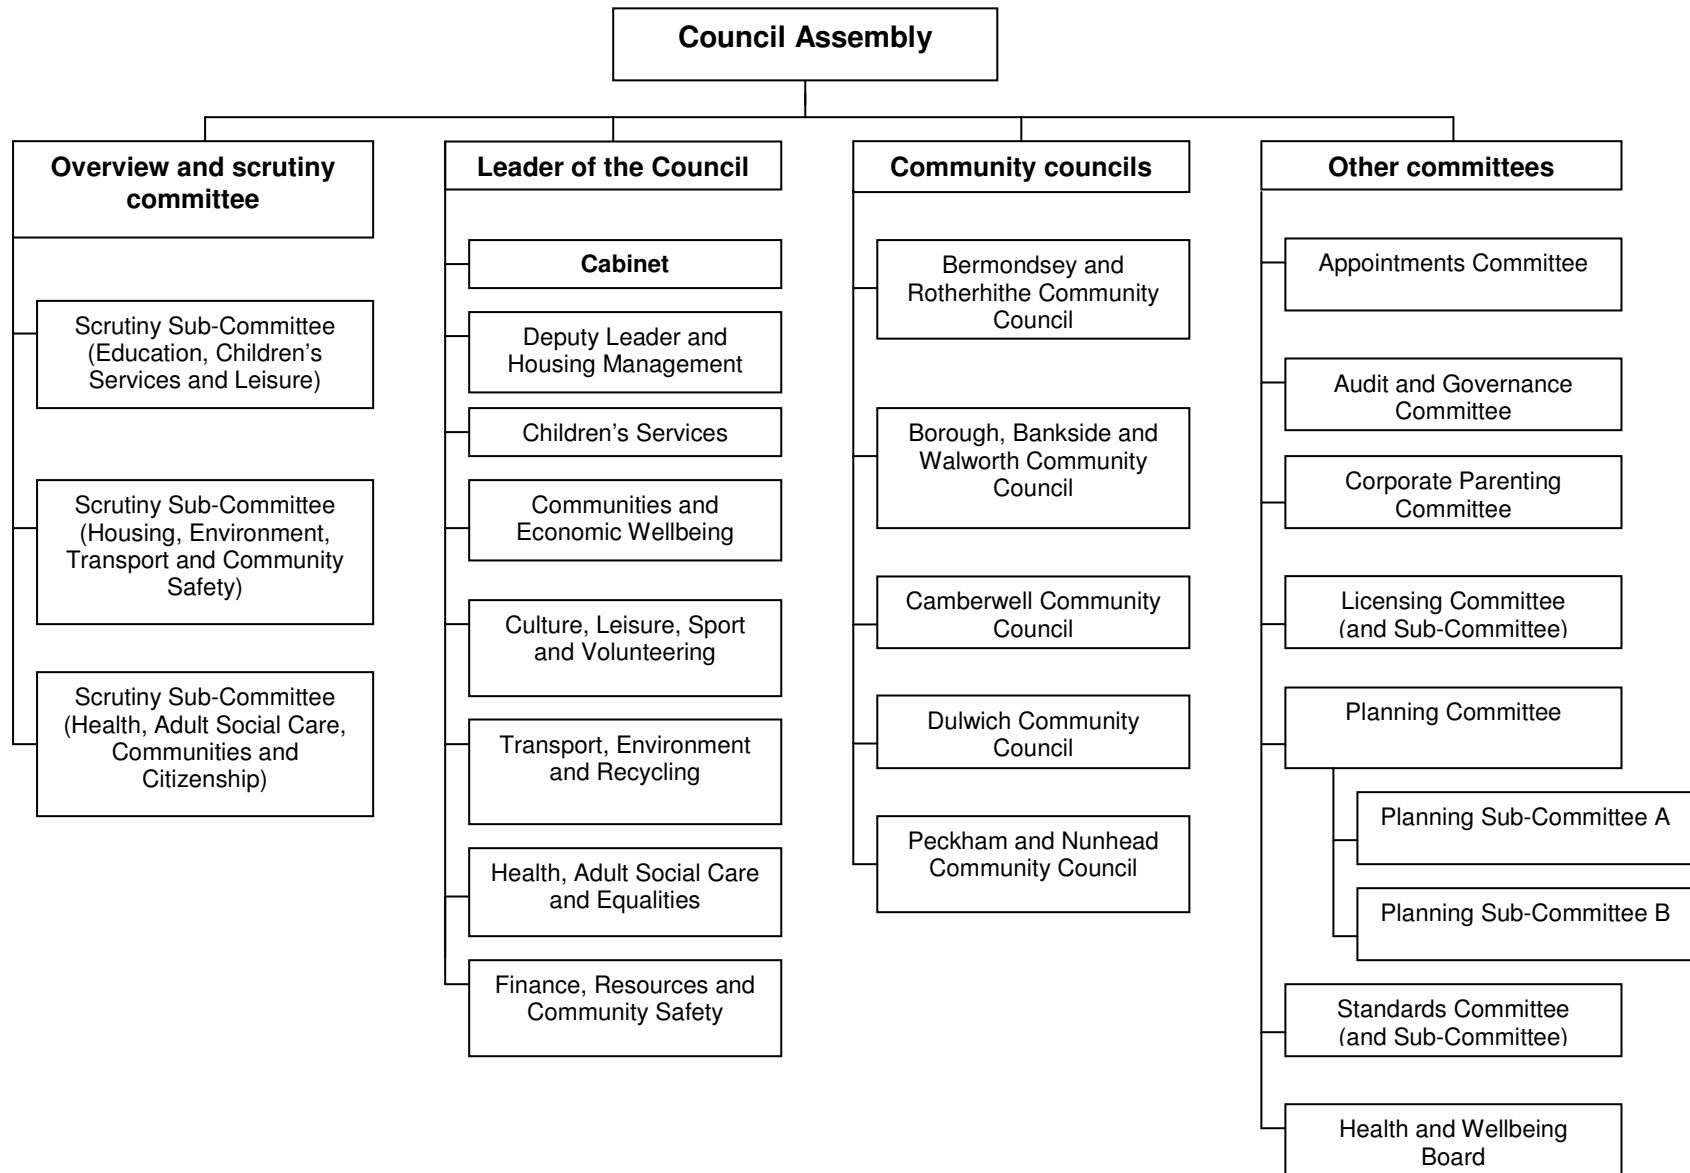 Council Assembly
Overview and scrutiny
committee
Scrutiny Sub-Committee
(Education, Children's
Services and Leisure)
Scrutiny Sub-Committee
(Housing, Environment,
Transport and Community
Safety)
Scrutiny Sub-Committee
(Health, Adult Social Care,
Communities and
Citizenship)
Leader of the Council
Cabinet
Deputy Leader and
Housing Management
Children's Services
Communities and
Economic Wellbeing
Culture, Leisure, Sport
and Volunteering
Transport, Environment
and Recycling
Health, Adult Social Care
and Equalities
Finance, Resources and
Community Safety
Community councils
Bermondsey and
Rotherhithe Community
Council
Borough, Bankside and
Walworth Community
Council
Camberwell Community
Council
Dulwich Community
Council
Peckham and Nunhead
Community Council
Other committees
Appointments Committee
Audit and Governance
Committee
Corporate Parenting
Committee
Licensing Committee
(and Sub-Committee)
Planning Committee
Planning Sub-Committee A
Planning Sub-Committee B
Standards Committee
(and Sub-Committee)
Health and Wellbeing
Board